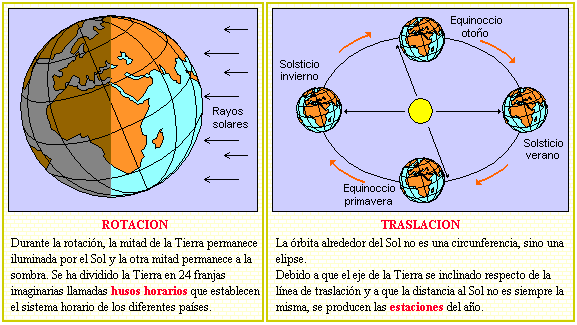 Rayos
solares
ROTACION
Durante la rotación, la mitad de la Tierra permanece
iluminada por el Sol y la otra mitad permanece a la
sombra. Se ha dividido la Tierra en 24 franjas
imaginarias llamadas husos horarios que establecen
el sistema horario de los diferentes países.
Equinoccio
otoño
Solsticio
invierno
Solsticio
verano
Equinoccio
primavera
TRASLACION
La órbita alrededor del Sol no es una circunferencia, sino una
elipse.
Debido a que el eje de la Tierra se inclinado respecto de la
línea de traslación y a que la distancia al Sol no es siempre la
misma, se producen las estaciones del año.